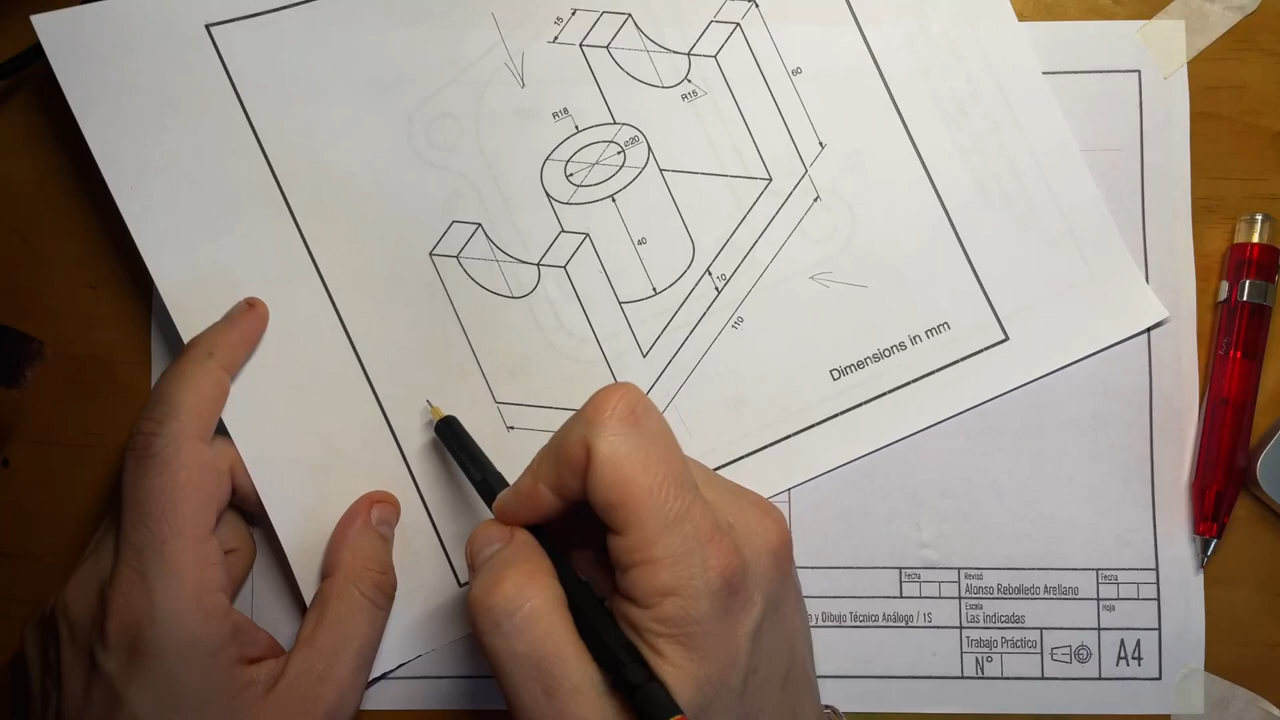 15
60
R15
R18
⌀20
40
10
110
Dimensions in mm
Fecha
Revisó
Alonso Rebolledo Arellano
Fecha
a y Dibujo Técnico Análogo / 1S
Escala
Las indicadas
Hoja
Trabajo Práctico
N°
A4